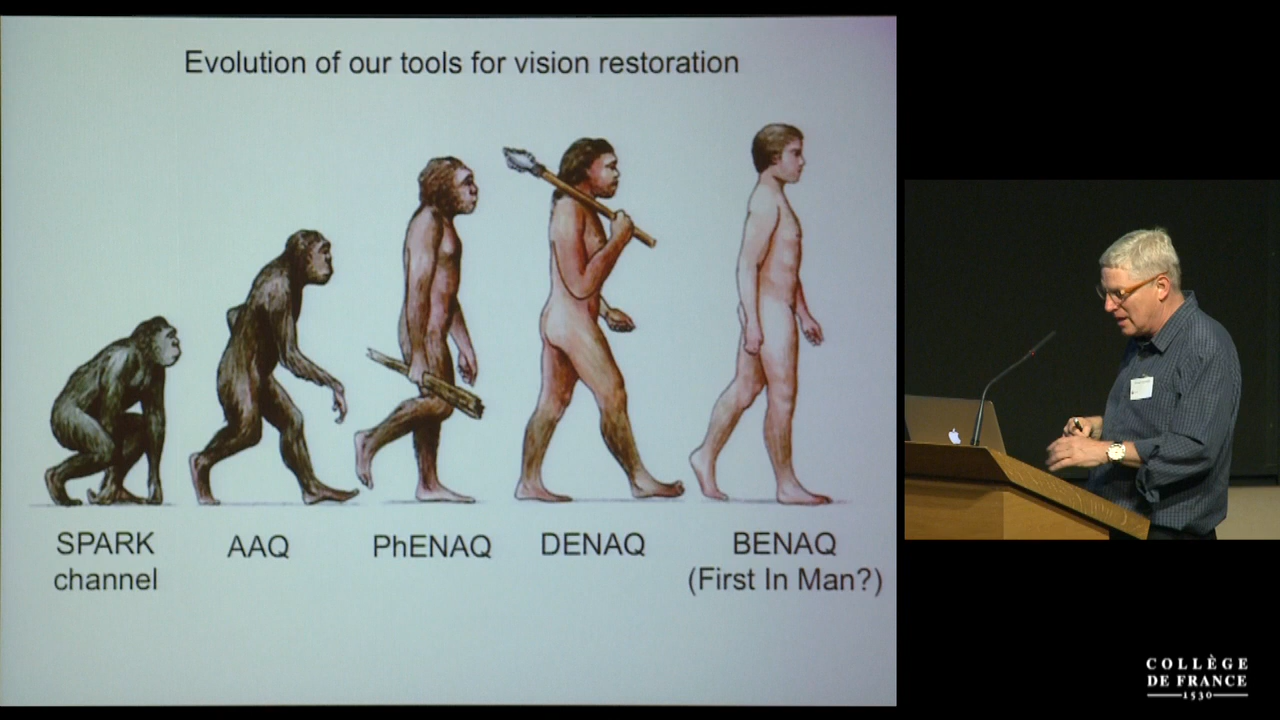 Evolution of our tools for vision restoration
SPARK
channel
AAQ
PhENAQ
DENAQ
BENAQ
(First In Man?)
COLLÈGE
DE FRANCE
1530